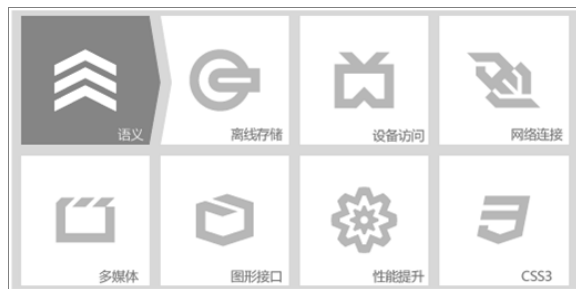 语义
离线存储
设备访问
网络连接
多媒体
图形接口
性能提升
CSS3